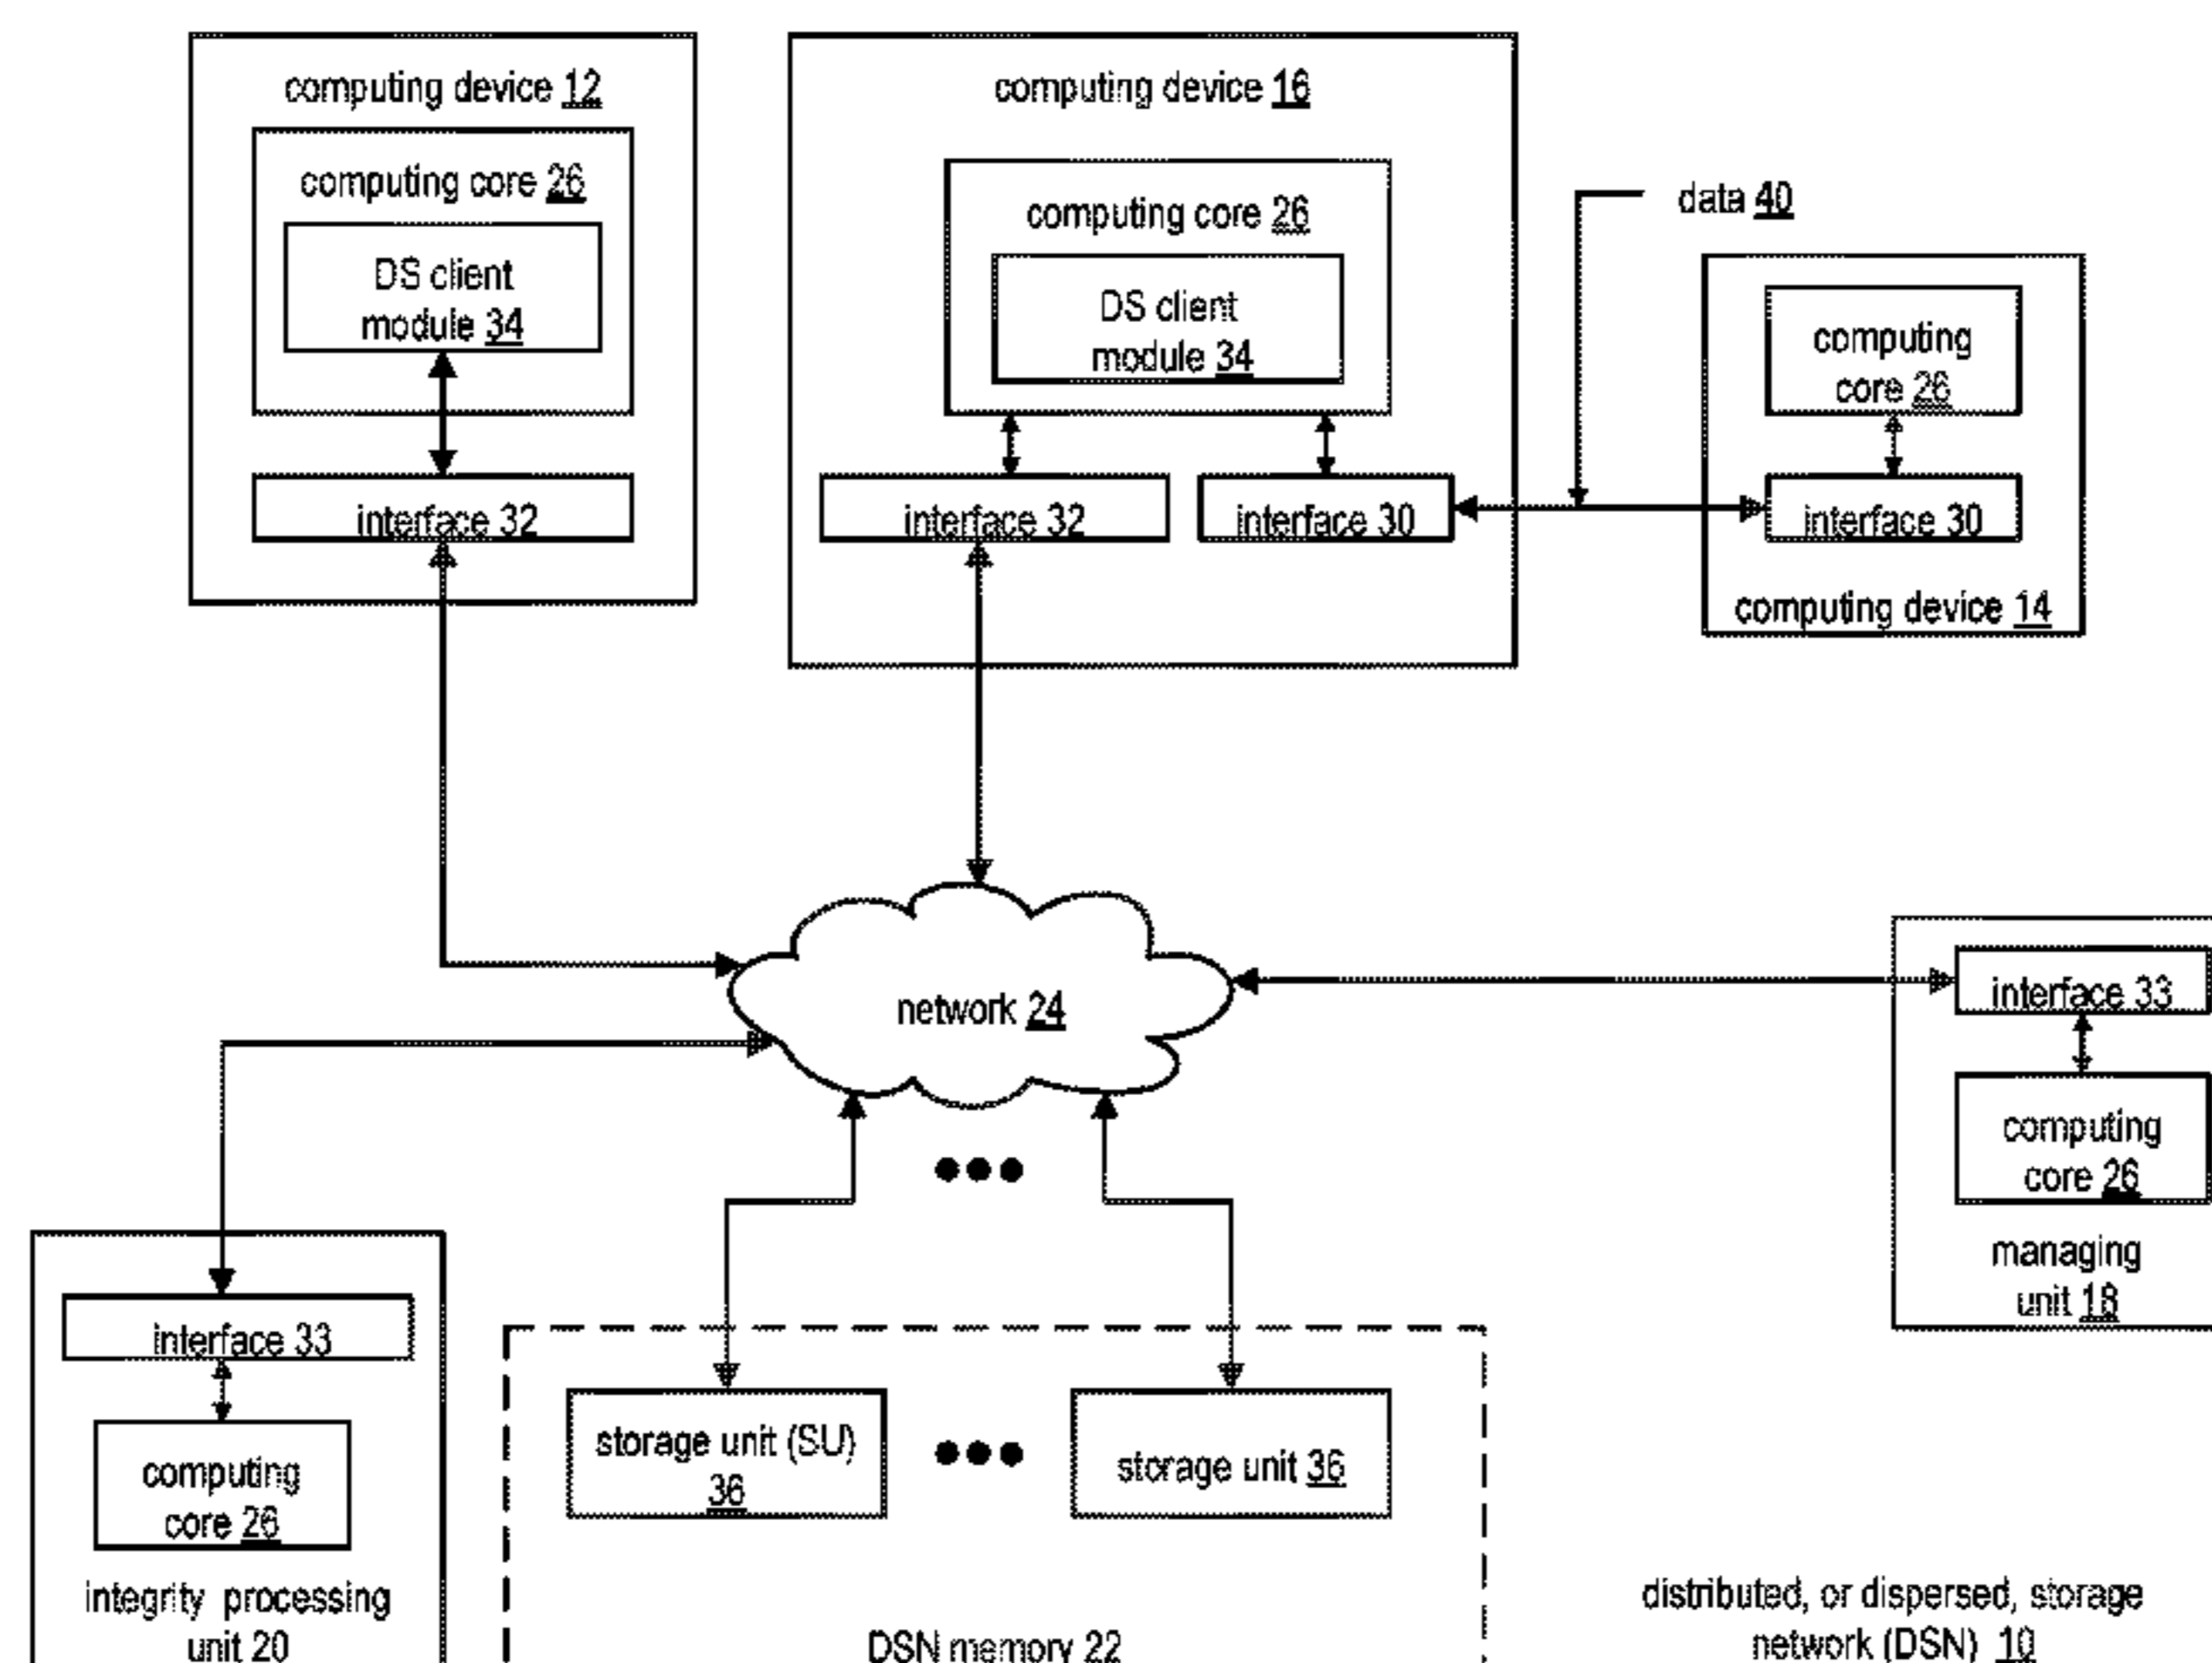 computing device 12
computing core 26
DS client
module 34
interface 32
computing device 16
computing core 26
DS client
module 34
interface 32
interface 30
data 40
computing
core 26
interface 30
computing device 14
network 24
interface 33
computing
core 26
managing
unit 18
interface 33
computing
core 26
integrity processing
unit 20
storage unit (SU)
36
storage unit 36
DSN memory 22
distributed, or dispersed, storage
network (DSN) 10